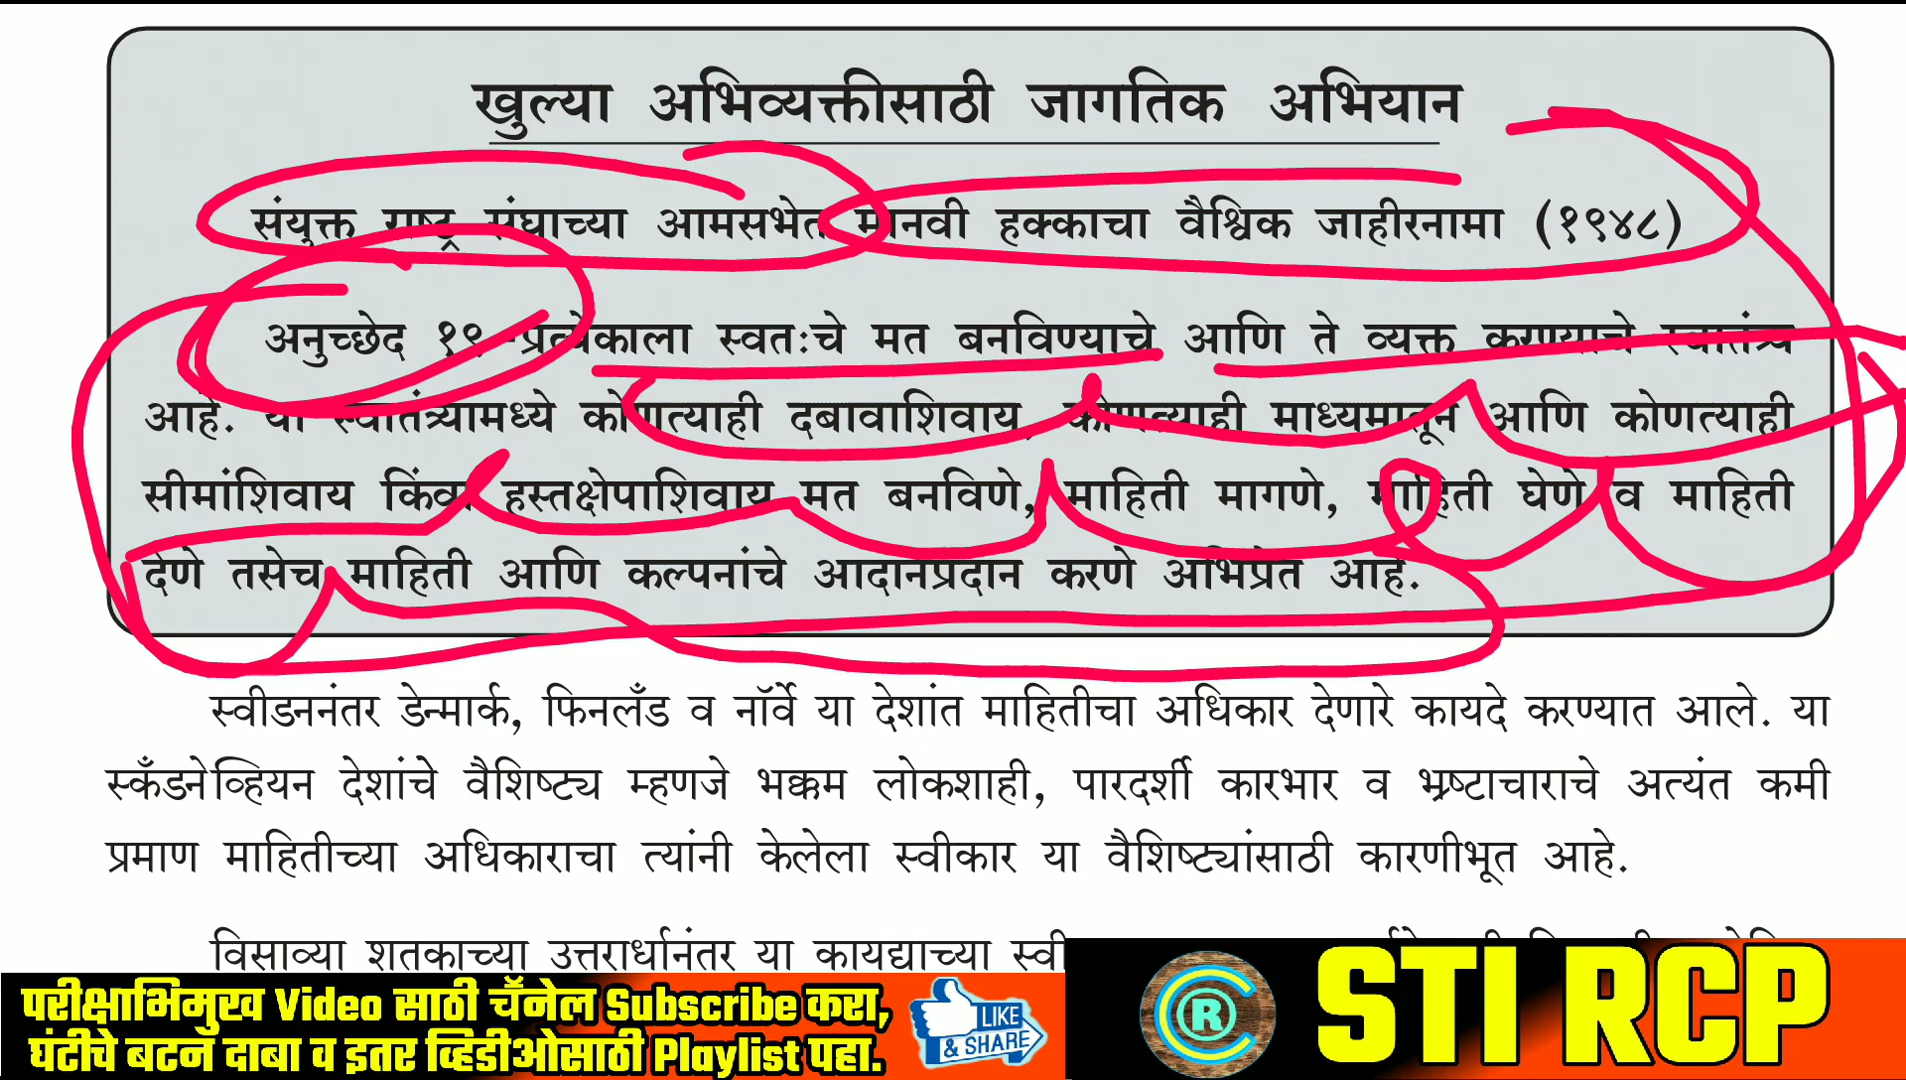 खुल्या अभिव्यक्तीसाठी जागतिक अभियान
संयुक्त राष्ट्र संघाच्या आमसभेत मानवी हक्काचा वैश्विक जाहीरनामा (१९४८)
अनुच्छेद १९ -प्रत्येकाला स्वतःचे मत बनविण्याचे आणि ते व्यक्त करण्याचे स्वातंत्र्य
आहे. या स्वातंत्र्यामध्ये कोणत्याही दबावाशिवाय, कोणत्याही माध्यमातून आणि कोणत्याही
सीमांशिवाय किंवा हस्तक्षेपाशिवाय मत बनविणे, माहिती मागणे, माहिती घेणे व माहिती
देणे तसेच माहिती आणि कल्पनांचे आदानप्रदान करणे अभिप्रेत आहे.
स्वीडननंतर डेन्मार्क, फिनलँड व नॉर्वे या देशांत माहितीचा अधिकार देणारे कायदे करण्यात आले. या
स्कँडनेव्हियन देशांचे वैशिष्ट्य म्हणजे भक्कम लोकशाही, पारदर्शी कारभार व भ्रष्टाचाराचे अत्यंत कमी
प्रमाण माहितीच्या अधिकाराचा त्यांनी केलेला स्वीकार या वैशिष्ट्यांसाठी कारणीभूत आहे.
विसाव्या शतकाच्या उत्तरार्धानंतर या कायद्याच्या
परीक्षाभिमुख Video साठी चॅनेल Subscribe करा,
घंटीचे बटन दाबा व इतर व्हिडीओसाठी Playlist पहा.
LIKE
& SHARE
C R
STI RCP